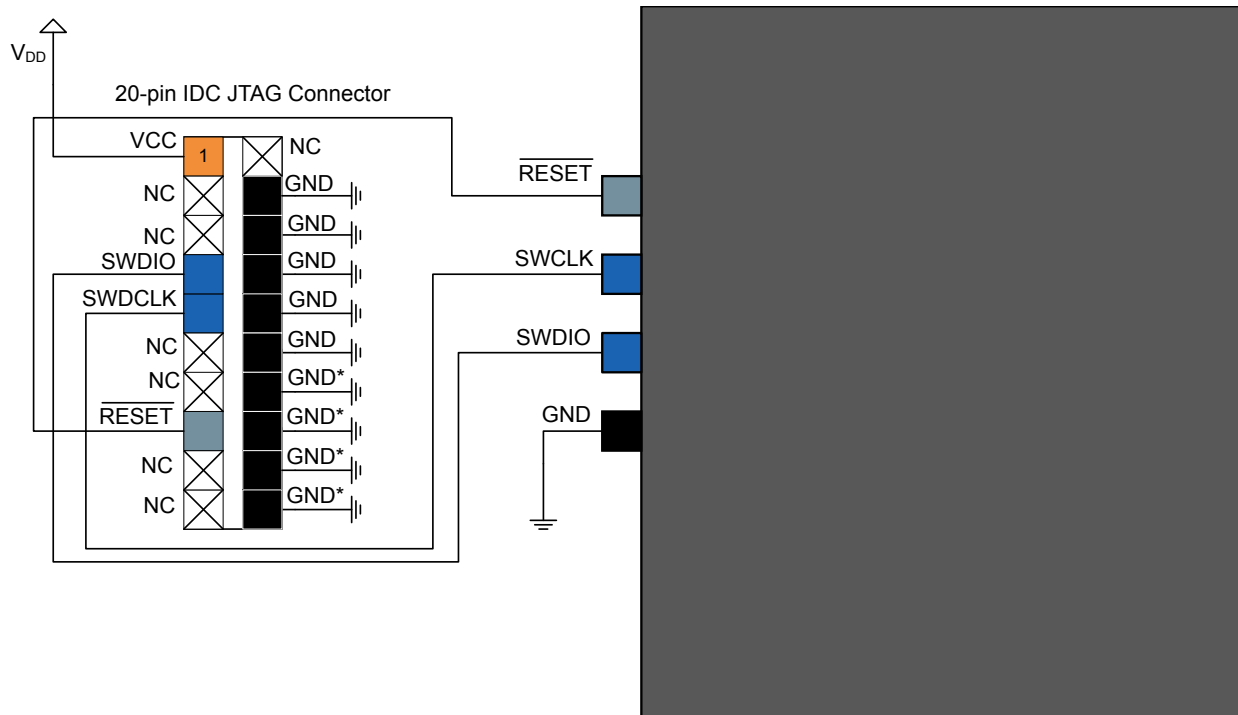 VDD
20-pin IDC JTAG Connector
VCC
1
NC
NC
GND
NC
GND
SWDIO
GND
SWDCLK
GND
NC
GND
NC
GND*
RESET
GND*
NC
GND*
NC
GND*
RESET
SWCLK
SWDIO
GND